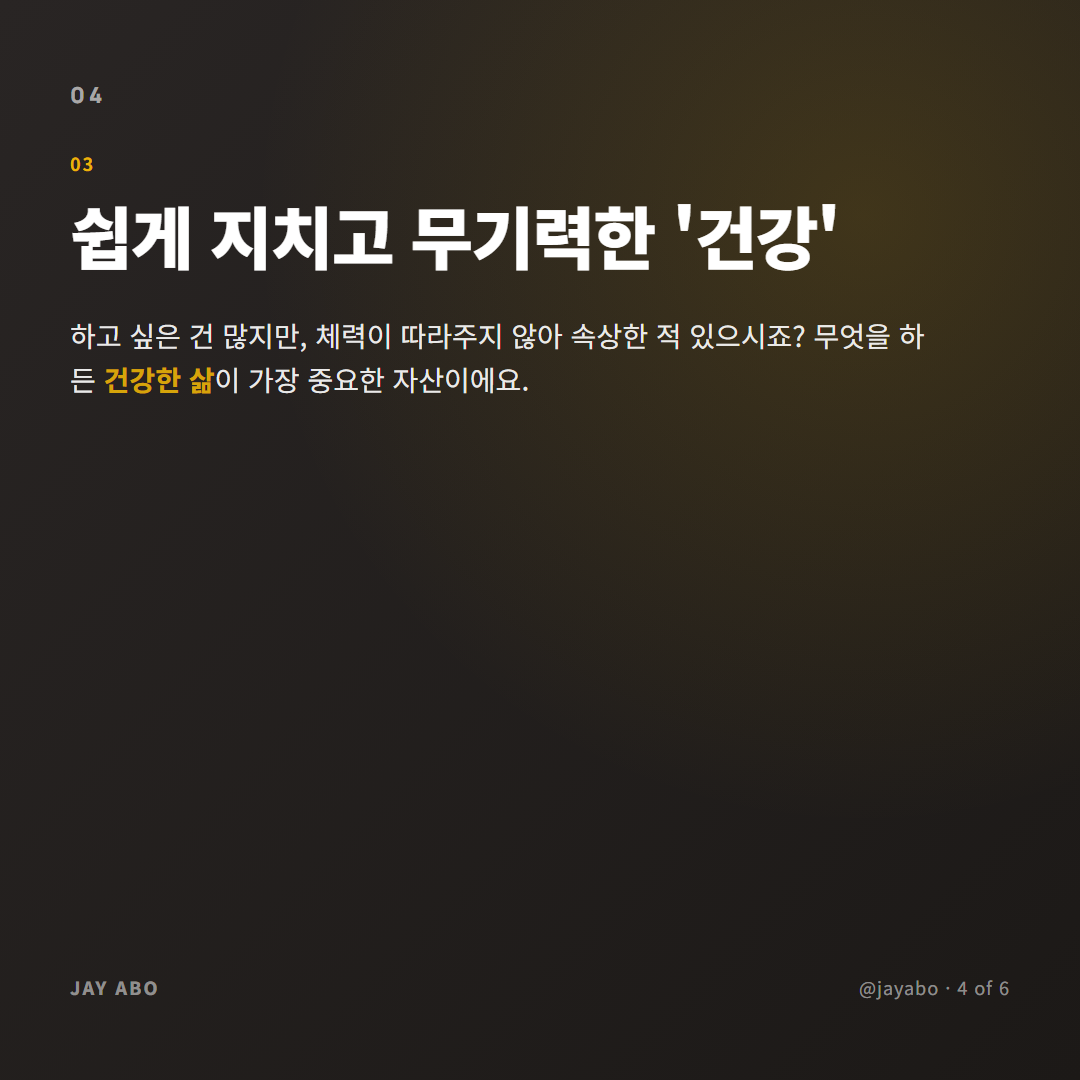 04
03
쉽게 지치고 무기력한 '건강'
하고 싶은 건 많지만, 체력이 따라주지 않아 속상한 적 있으시죠? 무엇을 하
든 건강한 삶이 가장 중요한 자산이에요.
JAY ABO
@jayabo · 4 of 6